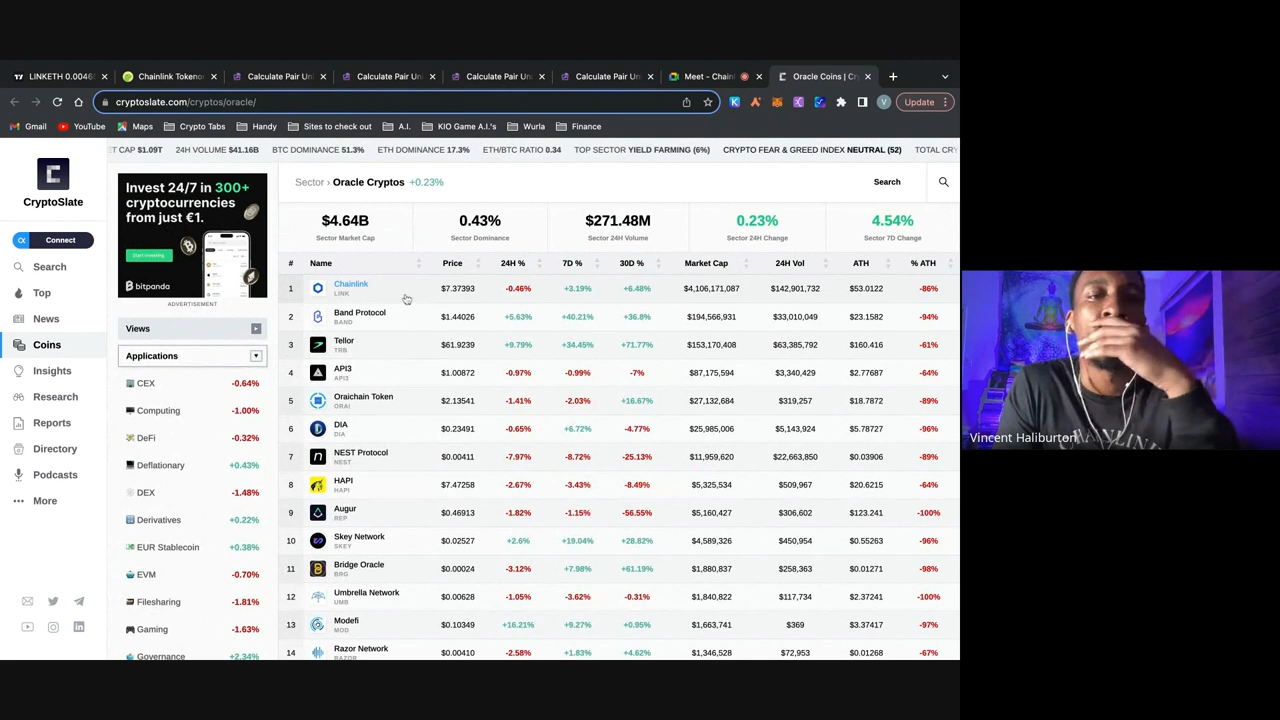 LINKETH 0.0046
Chainlink Tokeno
Calculate Pair Uni
Calculate Pair Uni
Calculate Pair Uni
Calculate Pair Uni
Meet - Chain
Oracle Coins | Cr
cryptoslate.com/cryptos/oracle/
V
Update
Gmail YouTube Maps Crypto Tabs Handy Sites to check out A.I. KIO Game A.I.'s Wurla Finance
T CAP $1.09T 24H VOLUME $41.16B BTC DOMINANCE 51.3% ETH DOMINANCE 17.3% ETH/BTC RATIO 0.34 TOP SECTOR YIELD FARMING (6%) CRYPTO FEAR & GREED INDEX NEUTRAL (52) TOTAL CRY
CryptoSlate
Connect
Search
Top
News
Coins
Insights
Research
Reports
Directory
Podcasts
More
Invest 24/7 in 300+
cryptocurrencies
from just €1.
Start investing
bitpanda
ADVERTISEMENT
Views
Applications
CEX -0.64%
Computing -1.00%
DeFi -0.32%
Deflationary +0.43%
DEX -1.48%
Derivatives +0.22%
EUR Stablecoin +0.38%
EVM -0.70%
Filesharing -1.81%
Gaming -1.63%
Governance +2.34%
Sector › Oracle Cryptos +0.23%
Search
$4.64B 0.43% $271.48M 0.23% 4.54%
Sector Market Cap Sector Dominance Sector 24H Volume Sector 24H Change Sector 7D Change
# Name Price 24H % 7D % 30D % Market Cap 24H Vol ATH % ATH
1 Chainlink $7.37393 -0.46% +3.19% +6.48% $4,106,171,087 $142,901,732 $53.0122 -86%
LINK
2 Band Protocol $1.44026 +5.63% +40.21% +36.8% $194,566,931 $33,010,049 $23.1582 -94%
BAND
3 Tellor $61.9239 +9.79% +34.45% +71.77% $153,170,408 $63,385,792 $160.416 -61%
TRB
4 API3 $1.00872 -0.97% -0.99% -7% $87,175,594 $3,340,429 $2.77687 -64%
API3
5 Oraichain Token $2.13541 -1.41% -2.03% +16.67% $27,132,684 $319,257 $18.7872 -89%
ORAI
6 DIA $0.23491 -0.65% +6.72% -4.77% $25,985,006 $5,143,924 $5.78727 -96%
DIA
7 NEST Protocol $0.00411 -7.97% -8.72% -25.13% $11,959,620 $22,663,850 $0.03906 -89%
NEST
8 HAPI $7.47258 -2.67% -3.43% -8.49% $5,325,534 $509,967 $20.6215 -64%
HAPI
9 Augur $0.46913 -1.82% -1.15% -56.55% $5,160,427 $306,602 $123.241 -100%
REP
10 Skey Network $0.02527 +2.6% +19.04% +28.82% $4,589,326 $450,954 $0.55263 -96%
SKEY
11 Bridge Oracle $0.00024 -3.12% +7.98% +61.19% $1,880,837 $258,363 $0.01271 -98%
BRG
12 Umbrella Network $0.00628 -1.05% -3.62% -0.31% $1,840,822 $117,734 $2.37241 -100%
UMB
13 Modefi $0.10349 +16.21% +9.27% +0.95% $1,663,741 $369 $3.37417 -97%
MOD
14 Razor Network $0.00410 -2.58% +1.83% +4.62% $1,346,528 $72,953 $0.01268 -67%
RAZOR
Vincent Haliburton